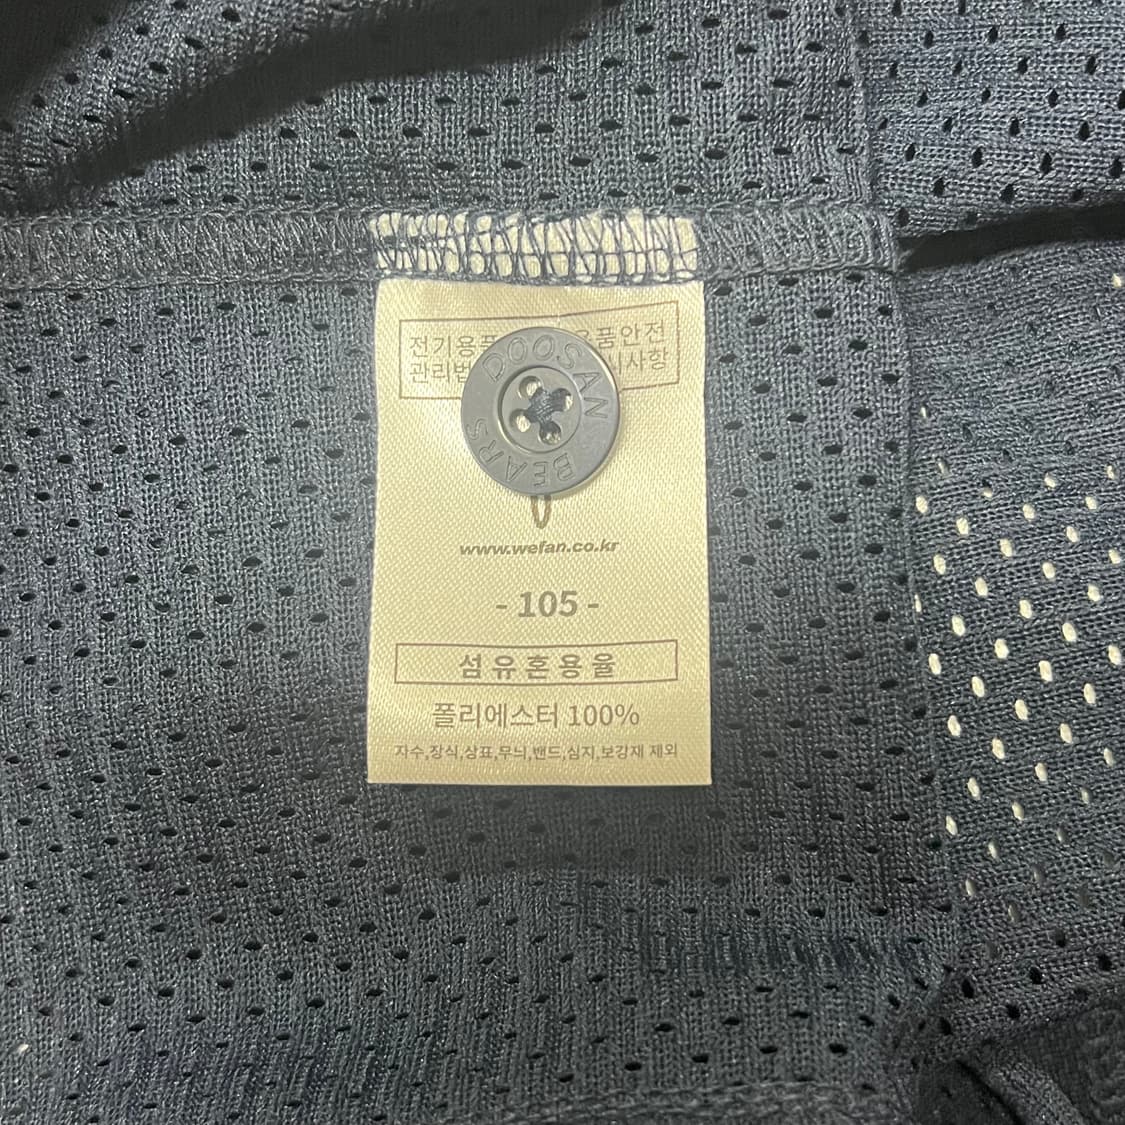 전기용품 용품안전
관리법 시사항
DOOSAN
BEARS
www.wefan.co.kr
- 105 -
섬유혼용율
폴리에스터 100%
자수,장식,상표,무늬,밴드,심지,보강재 제외